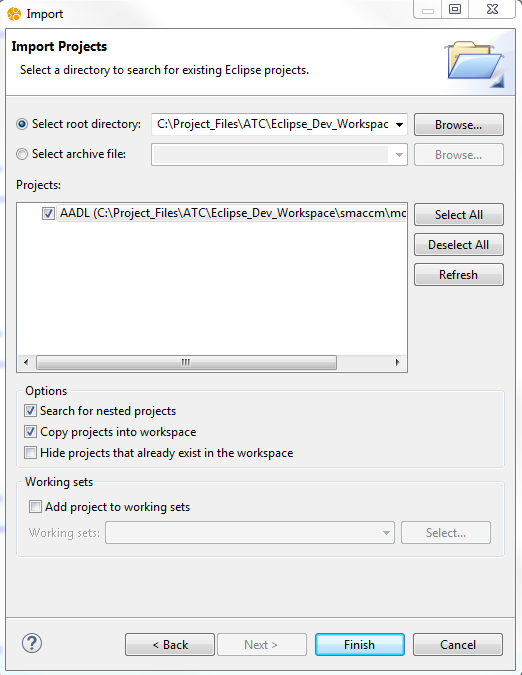 Import
Import Projects
Select a directory to search for existing Eclipse projects.
Select root directory: C:\Project_Files\ATC\Eclipse_Dev_Workspac Browse...
Select archive file: Browse...
Projects:
AADL (C:\Project_Files\ATC\Eclipse_Dev_Workspace\smaccm\mc
Select All
Deselect All
Refresh
Options
Search for nested projects
Copy projects into workspace
Hide projects that already exist in the workspace
Working sets
Add project to working sets
Working sets: Select...
? < Back Next > Finish Cancel